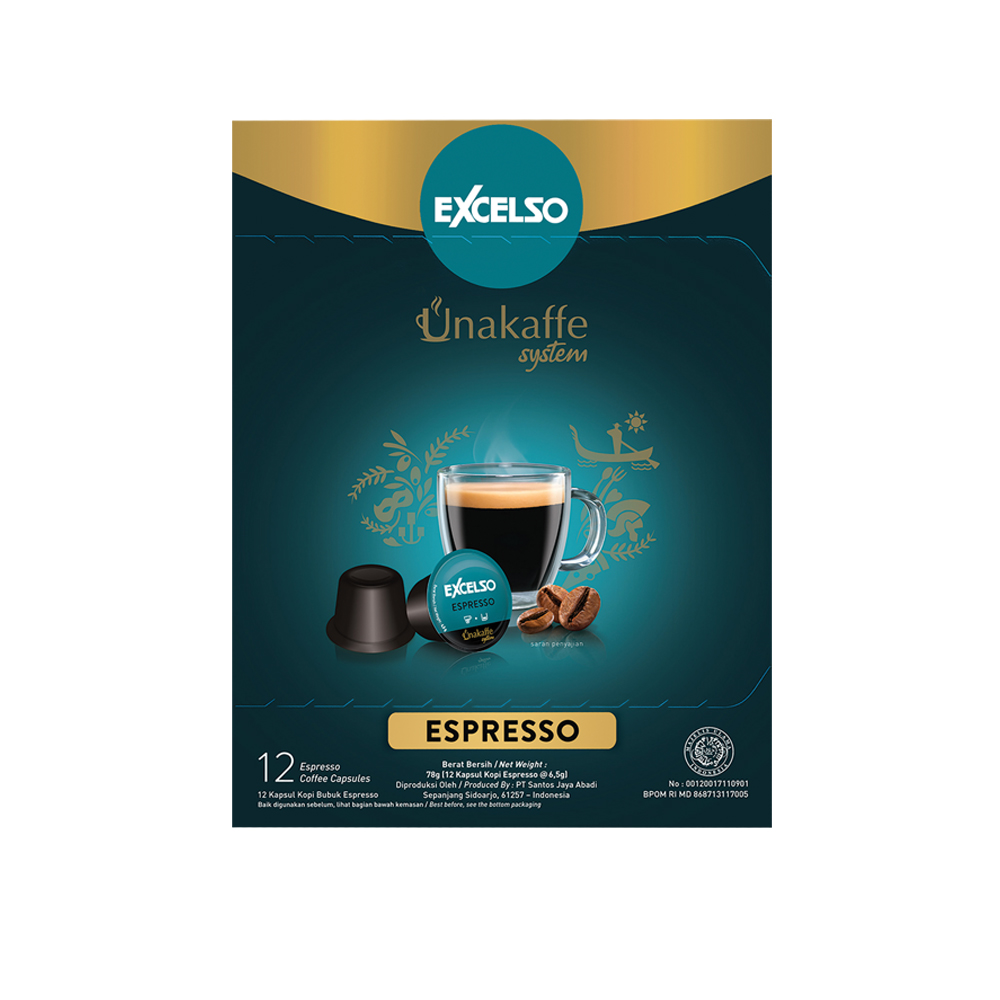 EXCELSO
Unakaffe
system
EXCELSO
ESPRESSO
Unakaffe
system
saran penyajian
ESPRESSO
12 Espresso
Coffee Capsules
12 Kapsul Kopi Bubuk Espresso
Baik digunakan sebelum, lihat bagian bawah kemasan / Best before, see the bottom packaging
Berat Bersih / Net Weight :
78g (12 Kapsul Kopi Espresso @ 6,5g)
Diproduksi Oleh / Produced By : PT Santos Jaya Abadi
Sepanjang Sidoarjo, 61257 – Indonesia
MAJELIS ULAMA
INDONESIA
No : 00120017110901
BPOM RI MD 868713117005